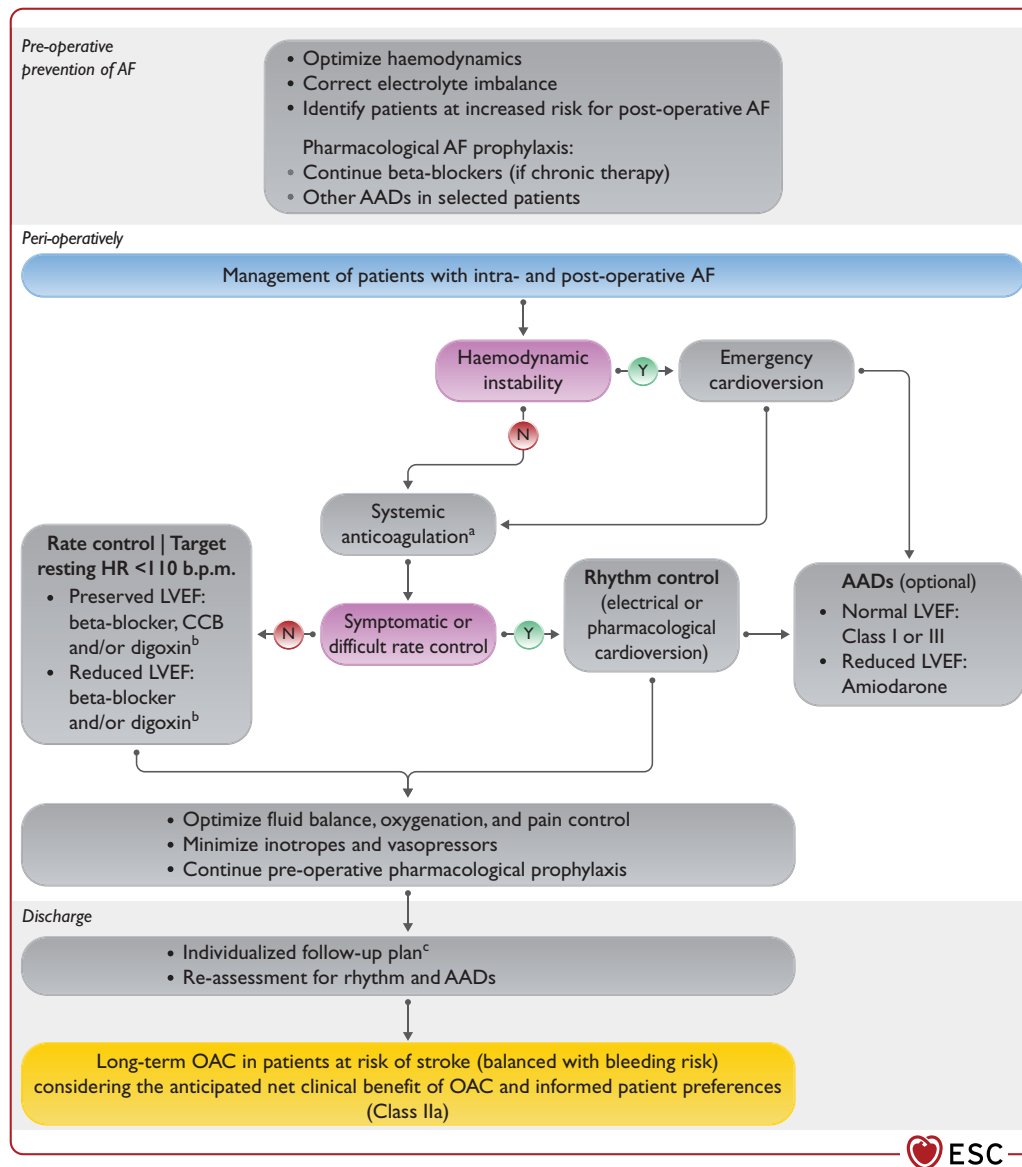 Pre-operative
prevention of AF
• Optimize haemodynamics
• Correct electrolyte imbalance
• Identify patients at increased risk for post-operative AF
Pharmacological AF prophylaxis:
• Continue beta-blockers (if chronic therapy)
• Other AADs in selected patients
Peri-operatively
Management of patients with intra- and post-operative AF
Haemodynamic
instability
Y
Emergency
cardioversion
N
Systemic
anticoagulationᵃ
Rate control | Target
resting HR <110 b.p.m.
• Preserved LVEF:
beta-blocker, CCB
and/or digoxinᵇ
• Reduced LVEF:
beta-blocker
and/or digoxinᵇ
N
Symptomatic or
difficult rate control
Y
Rhythm control
(electrical or
pharmacological
cardioversion)
AADs (optional)
• Normal LVEF:
Class I or III
• Reduced LVEF:
Amiodarone
• Optimize fluid balance, oxygenation, and pain control
• Minimize inotropes and vasopressors
• Continue pre-operative pharmacological prophylaxis
Discharge
• Individualized follow-up planᶜ
• Re-assessment for rhythm and AADs
Long-term OAC in patients at risk of stroke (balanced with bleeding risk)
considering the anticipated net clinical benefit of OAC and informed patient preferences
(Class IIa)
ESC